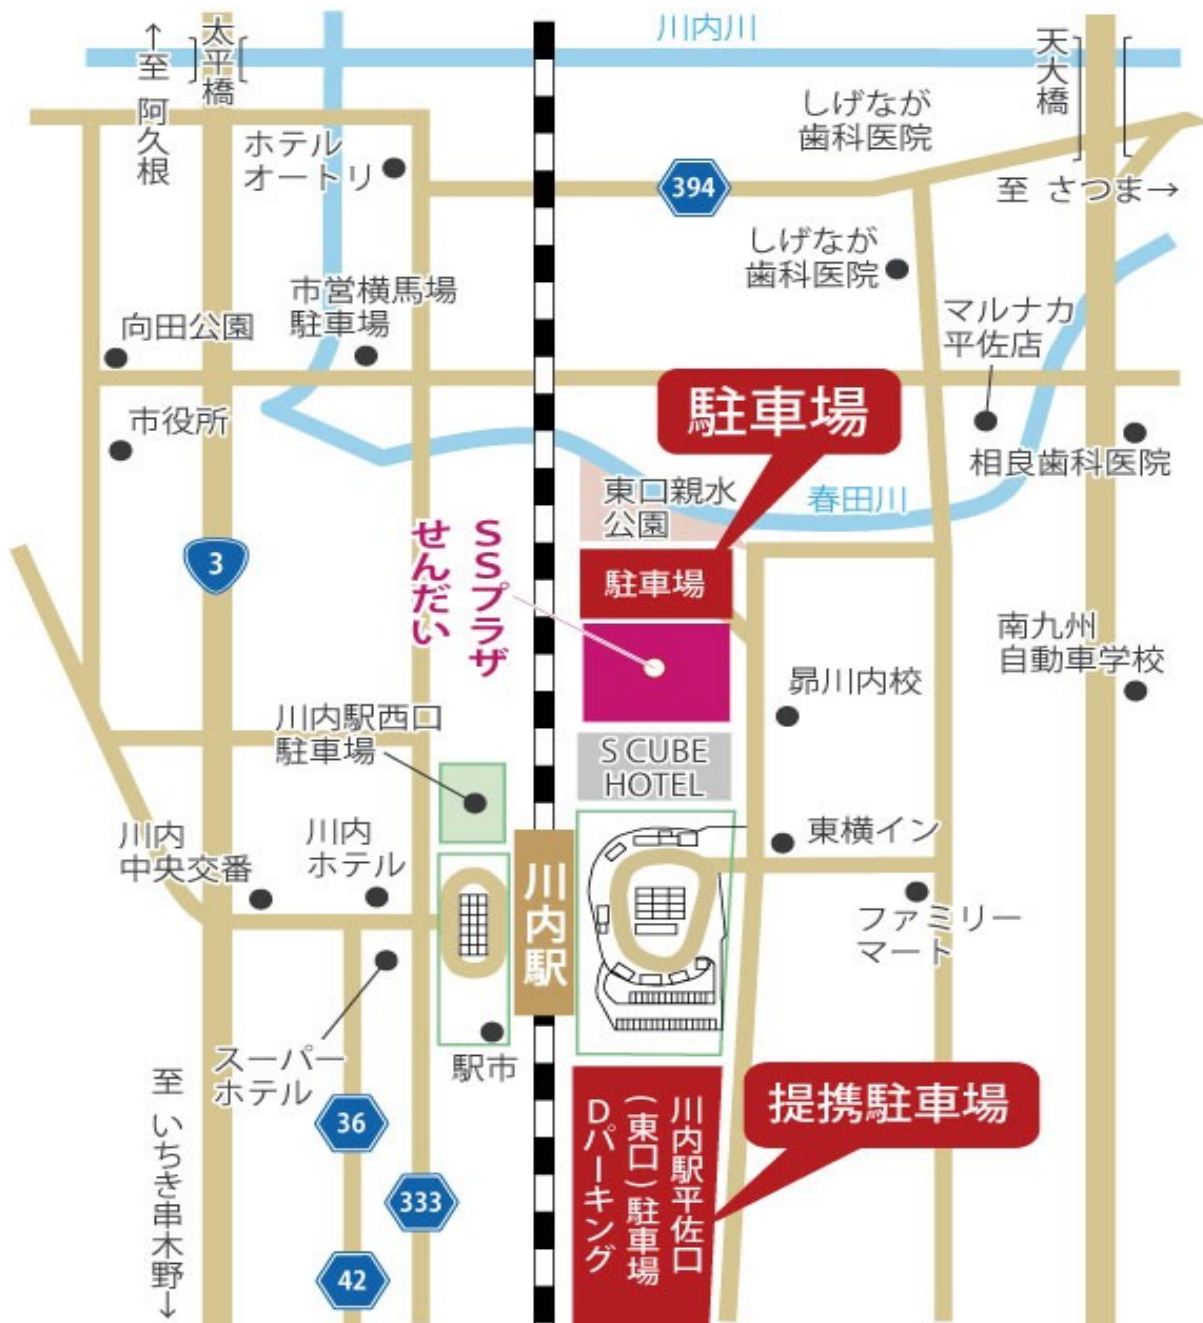 川内川
←至 阿久根
太平橋
天大橋
しげなが
歯科医院
ホテル
オートリ
394
至 さつま→
しげなが
歯科医院
市営横馬場
駐車場
向田公園
マルナカ
平佐店
駐車場
市役所
相良歯科医院
東口親水
公園
春田川
SSプラザ
せんだい
3
駐車場
南九州
自動車学校
昴川内校
川内駅西口
駐車場
S CUBE
HOTEL
川内
中央交番
川内
ホテル
東横イン
川内駅
ファミリー
マート
スーパー
ホテル
駅市
至 いちき串木野→
36
333
42
川内駅平佐口
(東口)駐車場
Dパーキング
提携駐車場